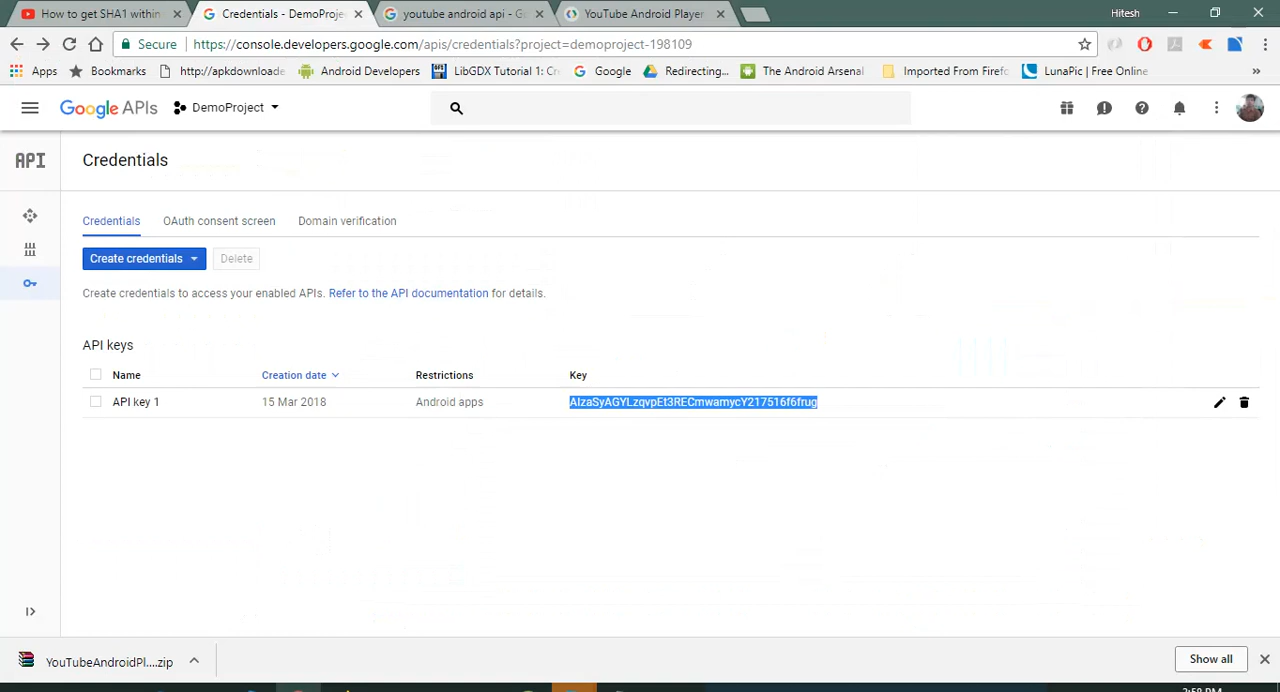 How to get SHA1 within
Credentials - DemoProje
youtube android api - Go
YouTube Android Player
Hitesh
Secure
https://console.developers.google.com/apis/credentials?project=demoproject-198109
Apps
Bookmarks
http://apkdownloade
Android Developers
LibGDX Tutorial 1: Cr
Google
Redirecting...
The Android Arsenal
Imported From Firefo
LunaPic | Free Online
»
Google APIs
DemoProject
API
Credentials
Credentials
OAuth consent screen
Domain verification
Create credentials
Delete
Create credentials to access your enabled APIs. Refer to the API documentation for details.
API keys
Name
Creation date
Restrictions
Key
API key 1
15 Mar 2018
Android apps
AIzaSyAGYLzqvpEt3RECmwamycY217516f6frug
YouTubeAndroidPl....zip
Show all